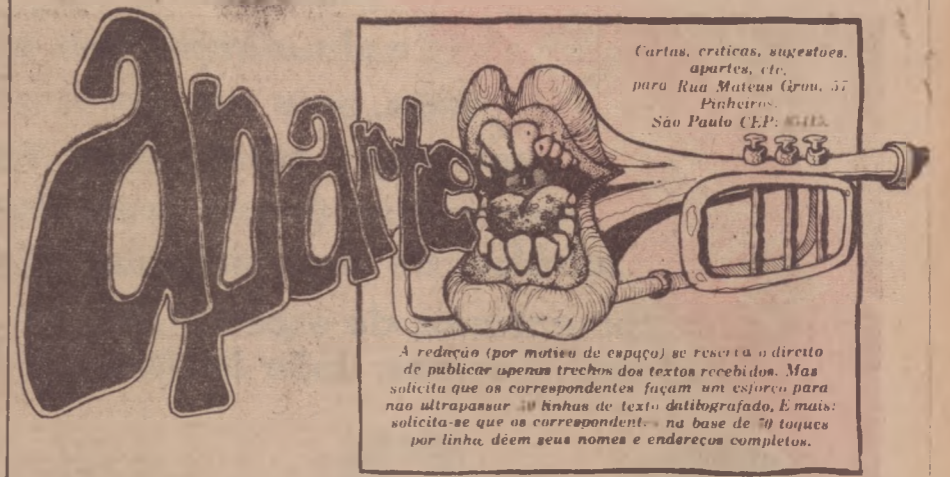 aparte
Cartas, críticas, sugestões,
apartes, etc.
para Rua Mateus Grou, 57
Pinheiros.
São Paulo CEP:
A redação (por motivo de espaço) se reserva o direito
de publicar apenas trechos dos textos recebidos. Mas
solicita que os correspondentes façam um esforço para
nao ultrapassar linhas de texto datilografado, E mais:
solicita-se que os na base de 70 toques
por linha, dêem seus nomes e endereços completos.